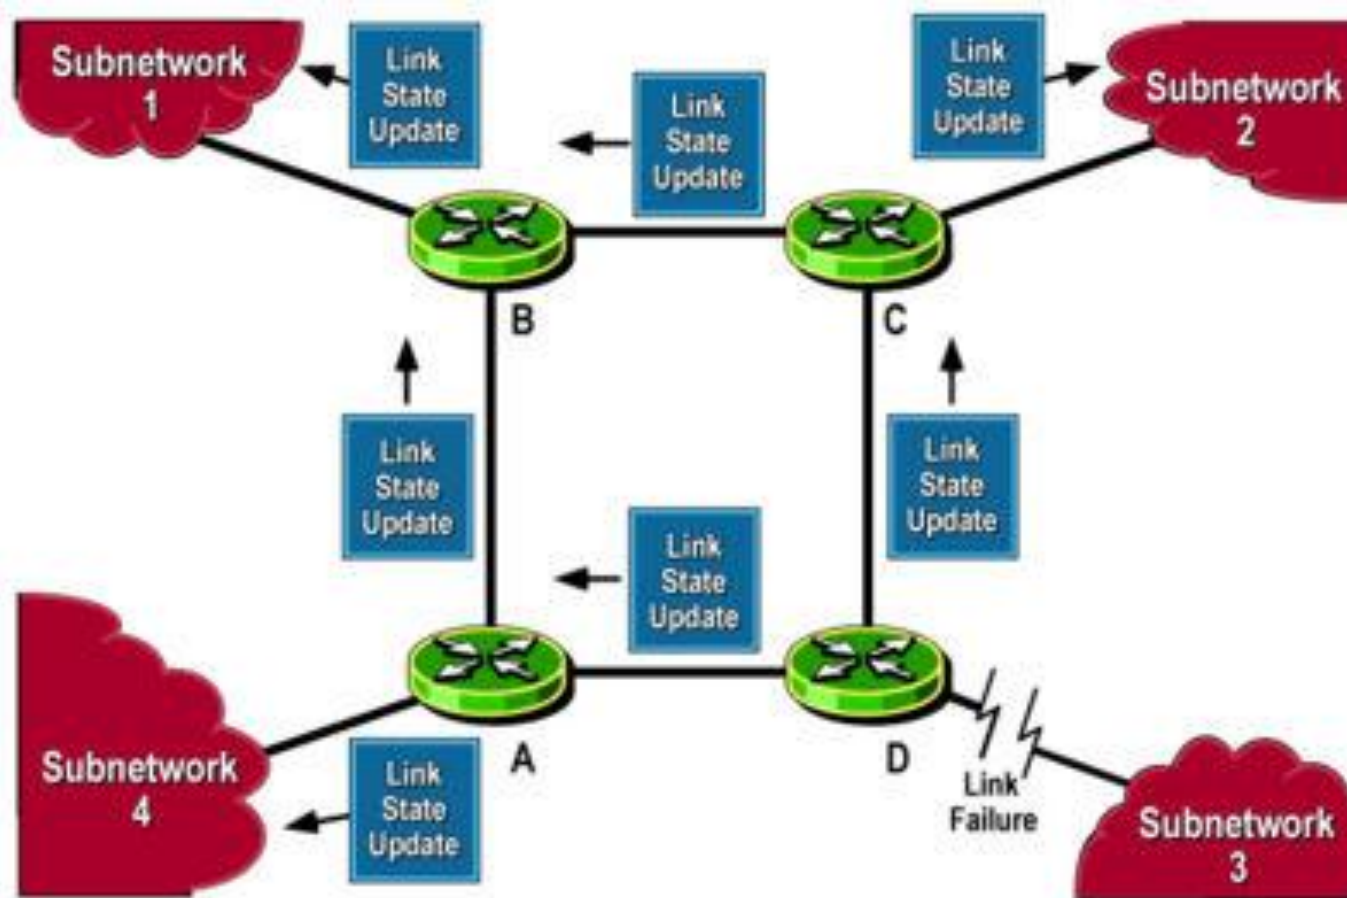 Subnetwork
1
Link
State
Update
Link
State
Update
Link
State
Update
Subnetwork
2
B
C
Link
State
Update
Link
State
Update
Link
State
Update
Subnetwork
4
A
D
Link
State
Update
Link
Failure
Subnetwork
3